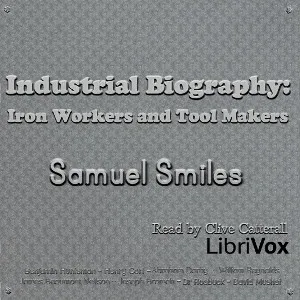 Industrial Biography:
Iron Workers and Tool Makers
Samuel Smiles
Read by Clive Catterall
LibriVox
Benjamin Huntsman - Henry Cort - Abraham Darby - William Reynolds
James Beaumont Neilson - Joseph Bramah - Dr Roebuck - David Mushet